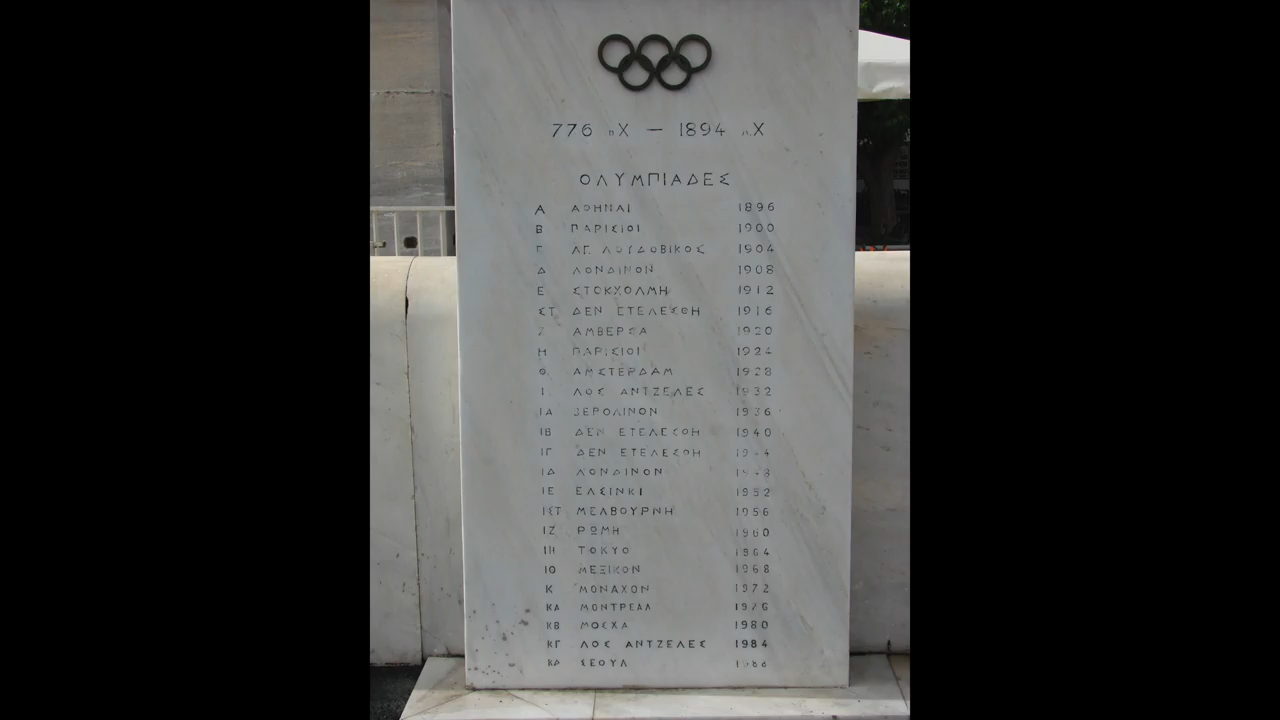 776 π.Χ — 1894 μ.Χ
ΟΛΥΜΠΙΑΔΕΣ
Α ΑΘΗΝΑΙ 1896
Β ΠΑΡΙΣΙΟΙ 1900
Γ ΑΓ. ΛΟΥΔΟΒΙΚΟΣ 1904
Δ ΛΟΝΔΙΝΟΝ 1908
Ε ΣΤΟΚΧΟΛΜΗ 1912
ΣΤ ΔΕΝ ΕΤΕΛΕΣΘΗ 1916
Ζ ΑΜΒΕΡΣΑ 1920
Η ΠΑΡΙΣΙΟΙ 1924
Θ ΑΜΣΤΕΡΔΑΜ 1928
Ι ΛΟΣ ΑΝΤΖΕΛΕΣ 1932
ΙΑ ΒΕΡΟΛΙΝΟΝ 1936
ΙΒ ΔΕΝ ΕΤΕΛΕΣΘΗ 1940
ΙΓ ΔΕΝ ΕΤΕΛΕΣΘΗ 1944
ΙΔ ΛΟΝΔΙΝΟΝ 1948
ΙΕ ΕΛΣΙΝΚΙ 1952
ΙΣΤ ΜΕΛΒΟΥΡΝΗ 1956
ΙΖ ΡΩΜΗ 1960
ΙΗ ΤΟΚΥΟ 1964
ΙΘ ΜΕΞΙΚΟΝ 1968
Κ ΜΟΝΑΧΟΝ 1972
ΚΑ ΜΟΝΤΡΕΑΛ 1976
ΚΒ ΜΟΣΧΑ 1980
ΚΓ ΛΟΣ ΑΝΤΖΕΛΕΣ 1984
ΚΔ ΣΕΟΥΛ 1988